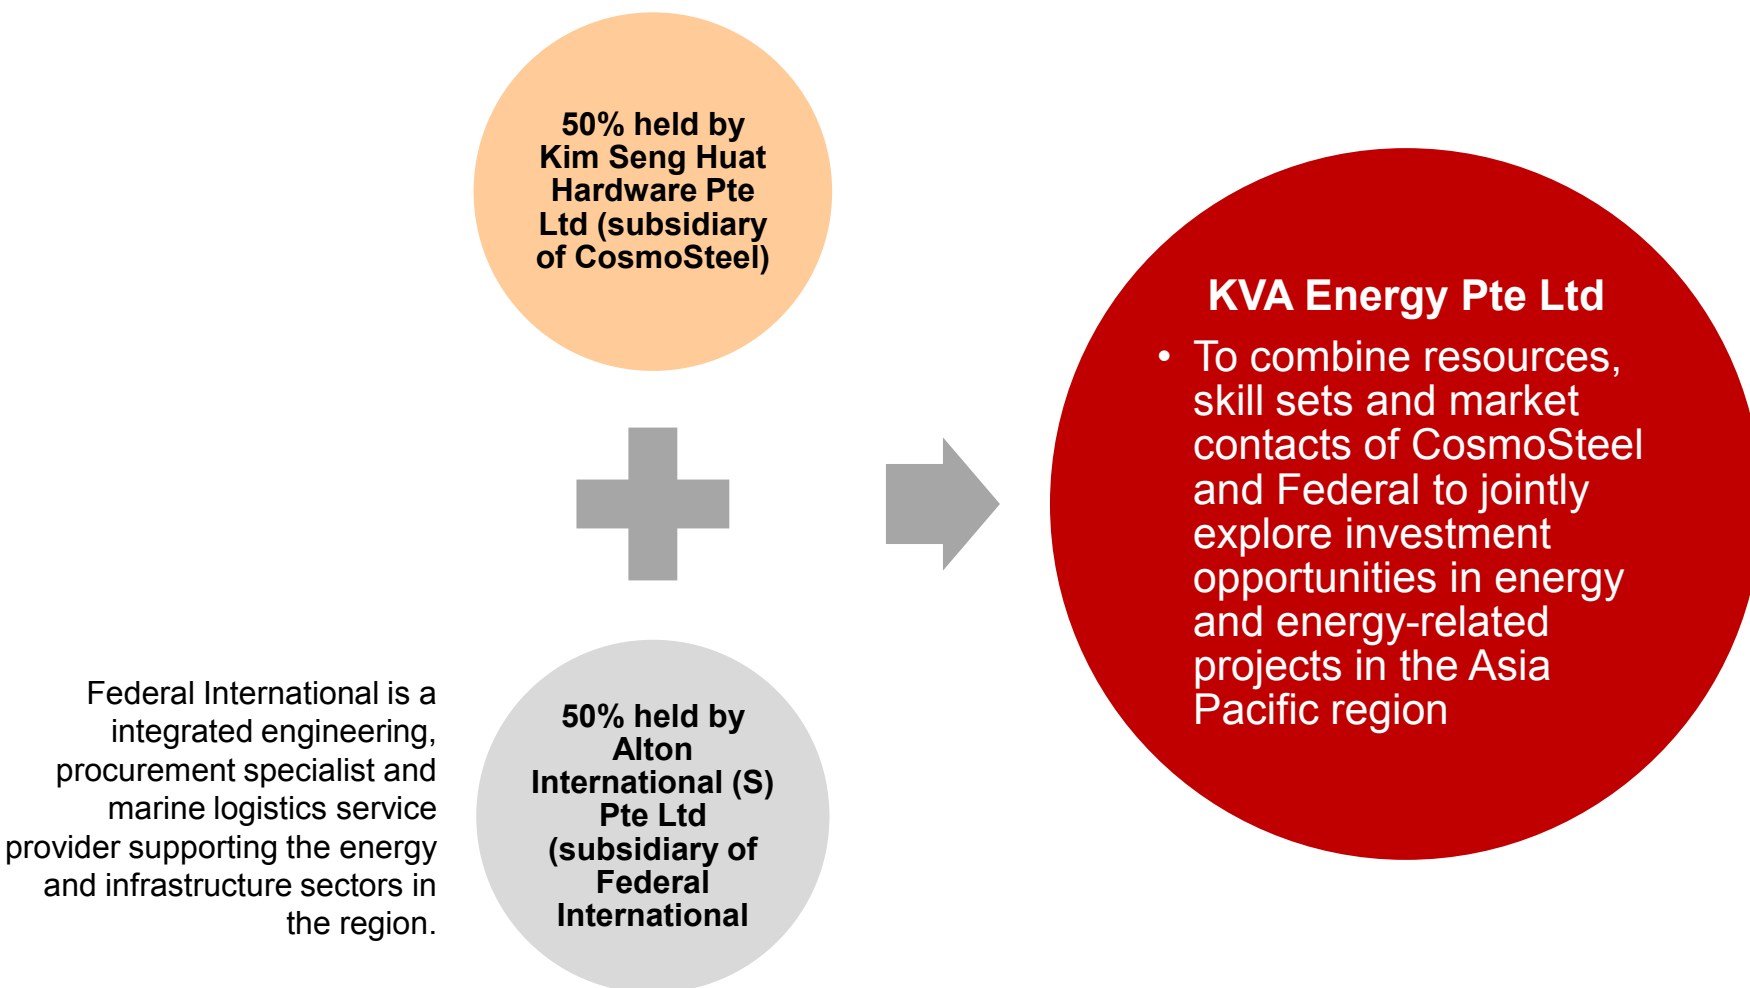 50% held by
Kim Seng Huat
Hardware Pte
Ltd (subsidiary
of CosmoSteel)
Federal International is a
integrated engineering,
procurement specialist and
marine logistics service
provider supporting the energy
and infrastructure sectors in
the region.
50% held by
Alton
International (S)
Pte Ltd
(subsidiary of
Federal
International
KVA Energy Pte Ltd
• To combine resources,
skill sets and market
contacts of CosmoSteel
and Federal to jointly
explore investment
opportunities in energy
and energy-related
projects in the Asia
Pacific region